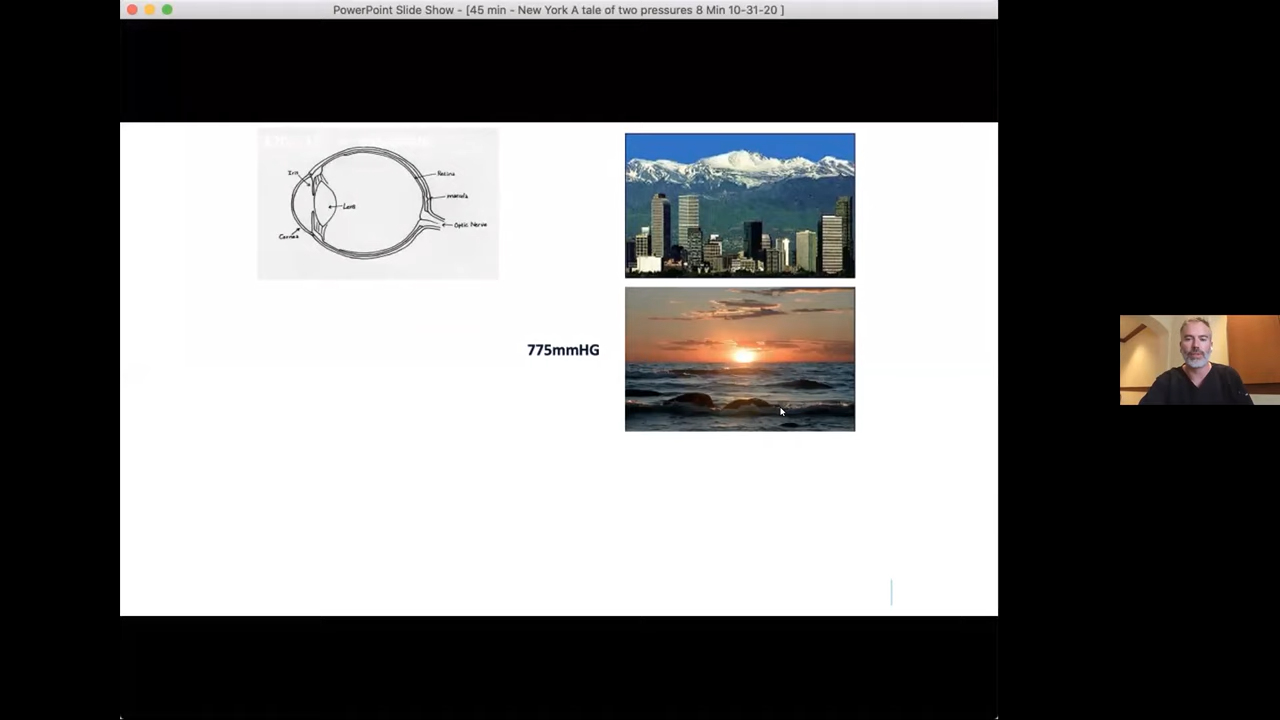 PowerPoint Slide Show - [45 min - New York A tale of two pressures 8 Min 10-31-20 ]
Iris
Retina
macula
Lens
Optic Nerve
Cornea
775mmHG